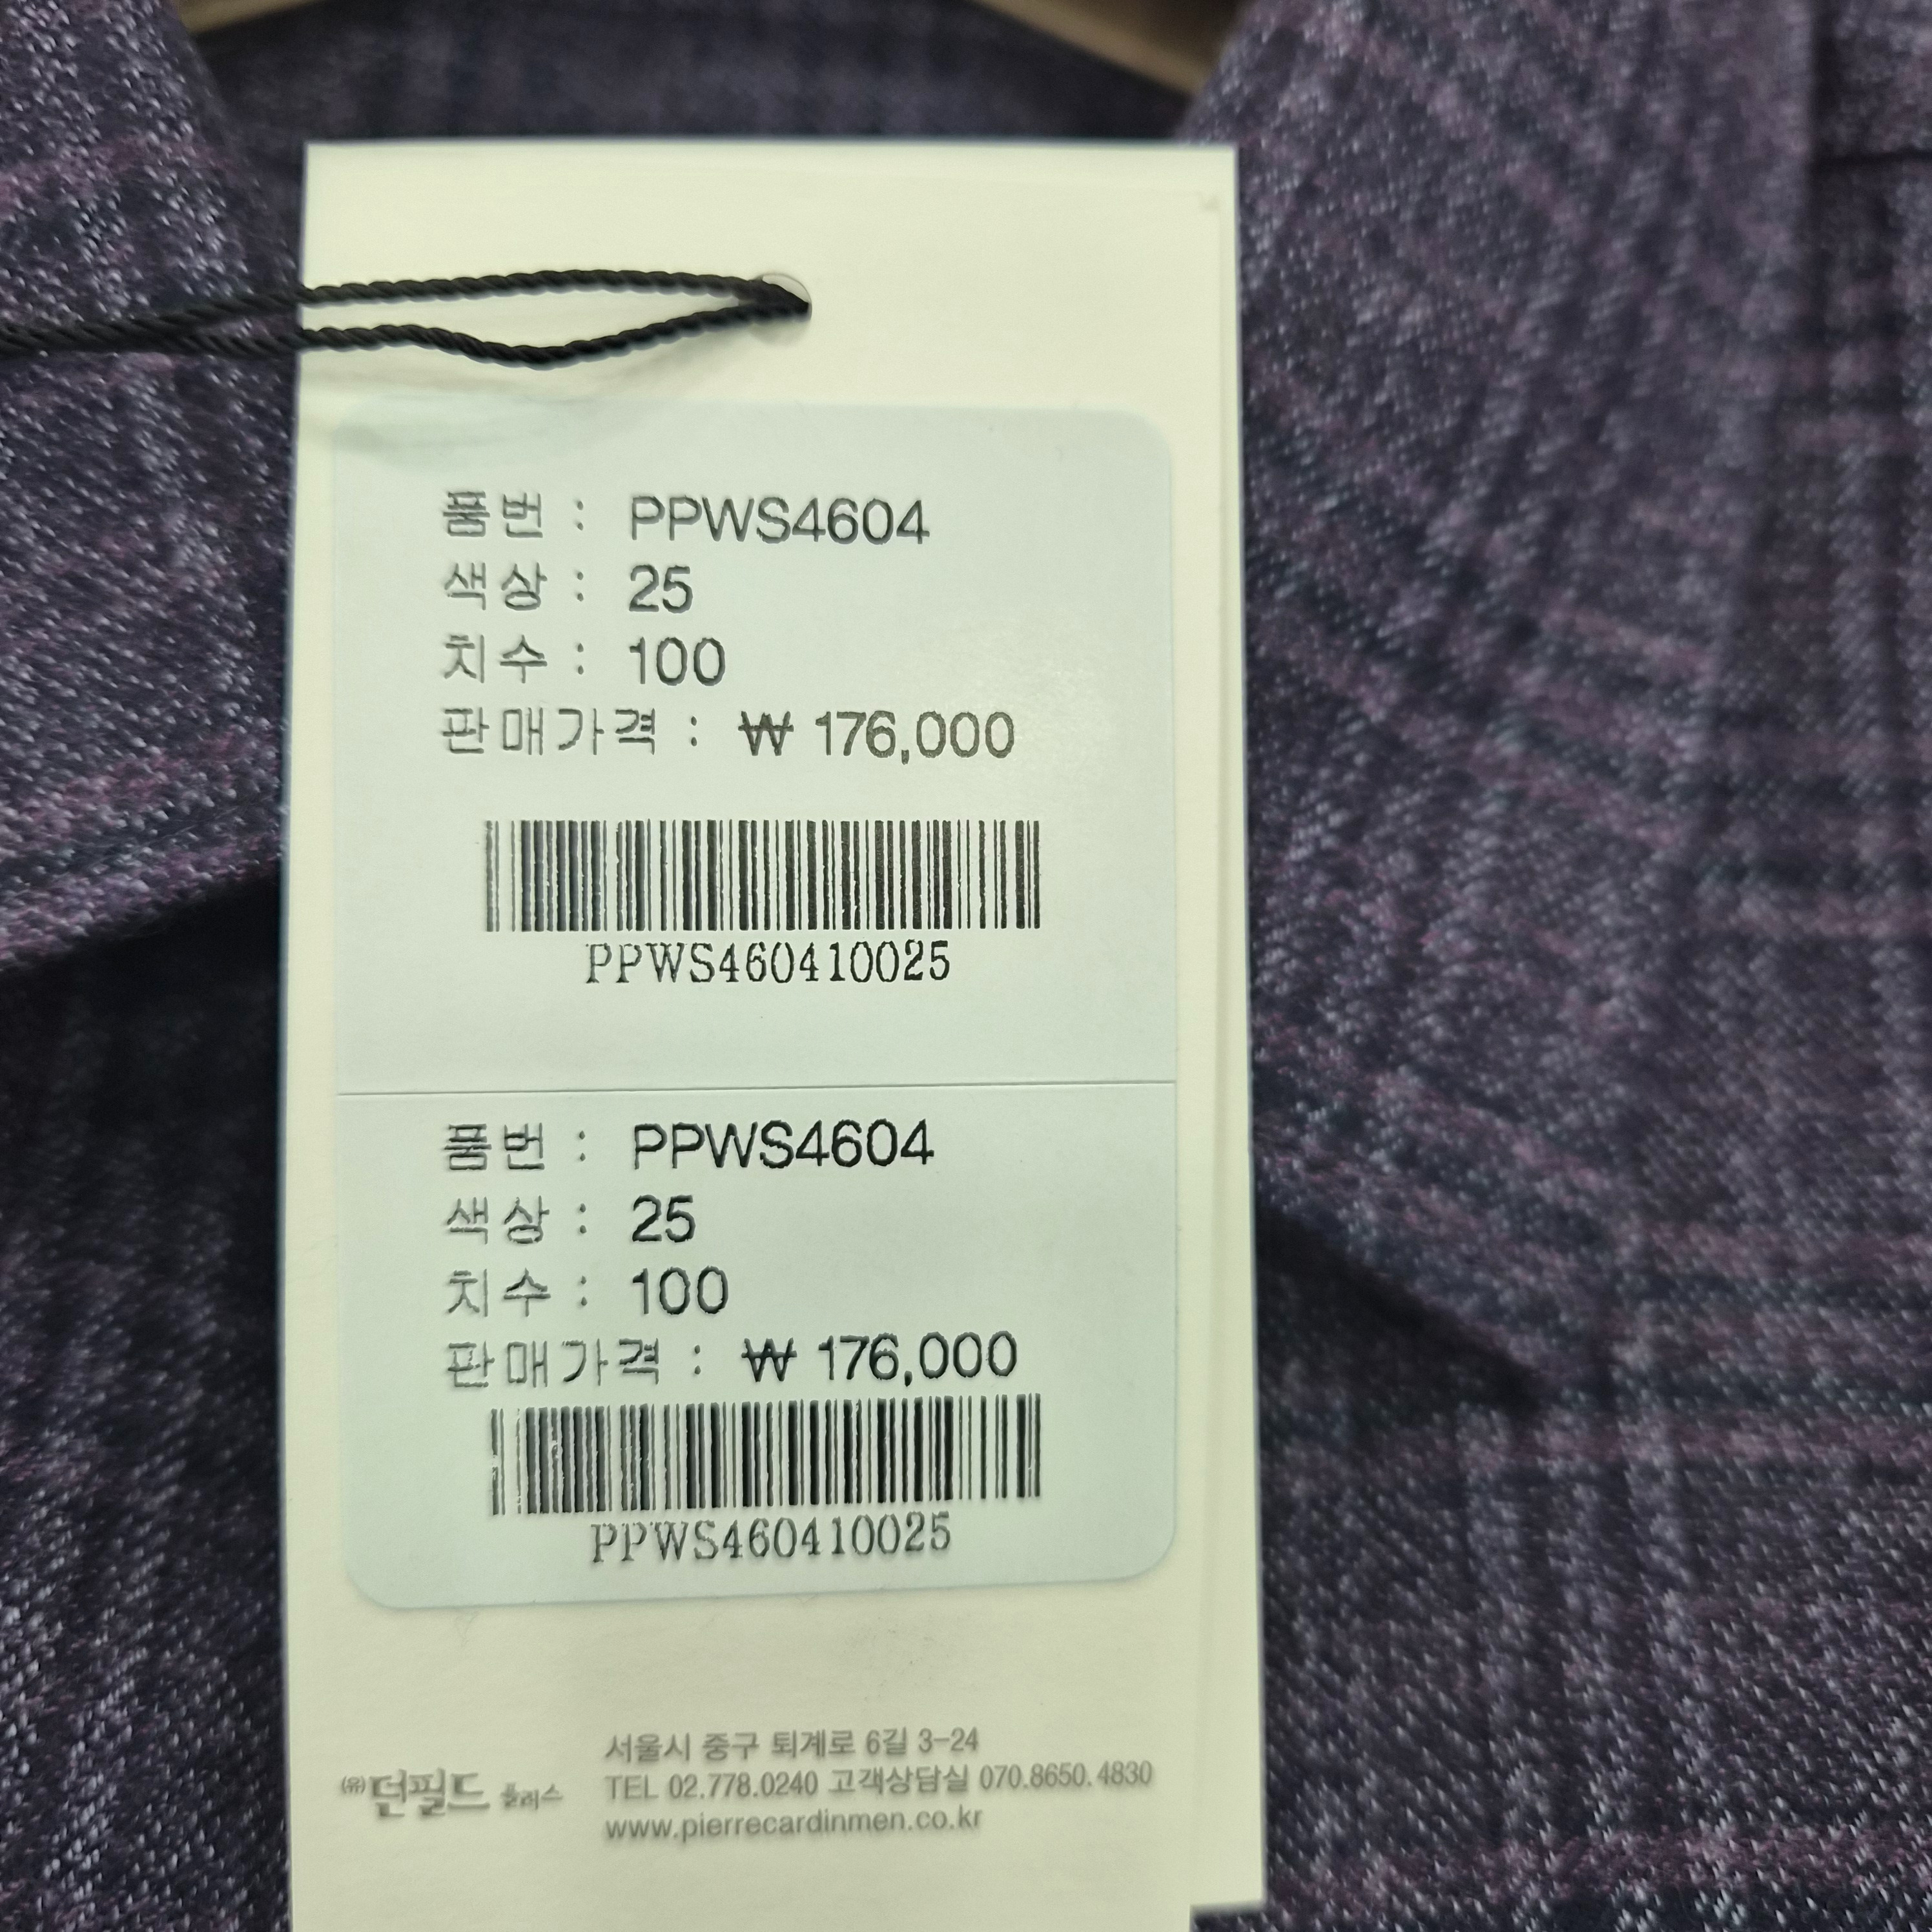 품번 : PPWS4604
색상 : 25
치수 : 100
판매가격 : ₩ 176,000
PPWS460410025
품번 : PPWS4604
색상 : 25
치수 : 100
판매가격 : ₩ 176,000
PPWS460410025
㈲던필드 플러스
서울시 중구 퇴계로 6길 3-24
TEL 02.778.0240 고객상담실 070.8650.4830
www.pierrecardinmen.co.kr